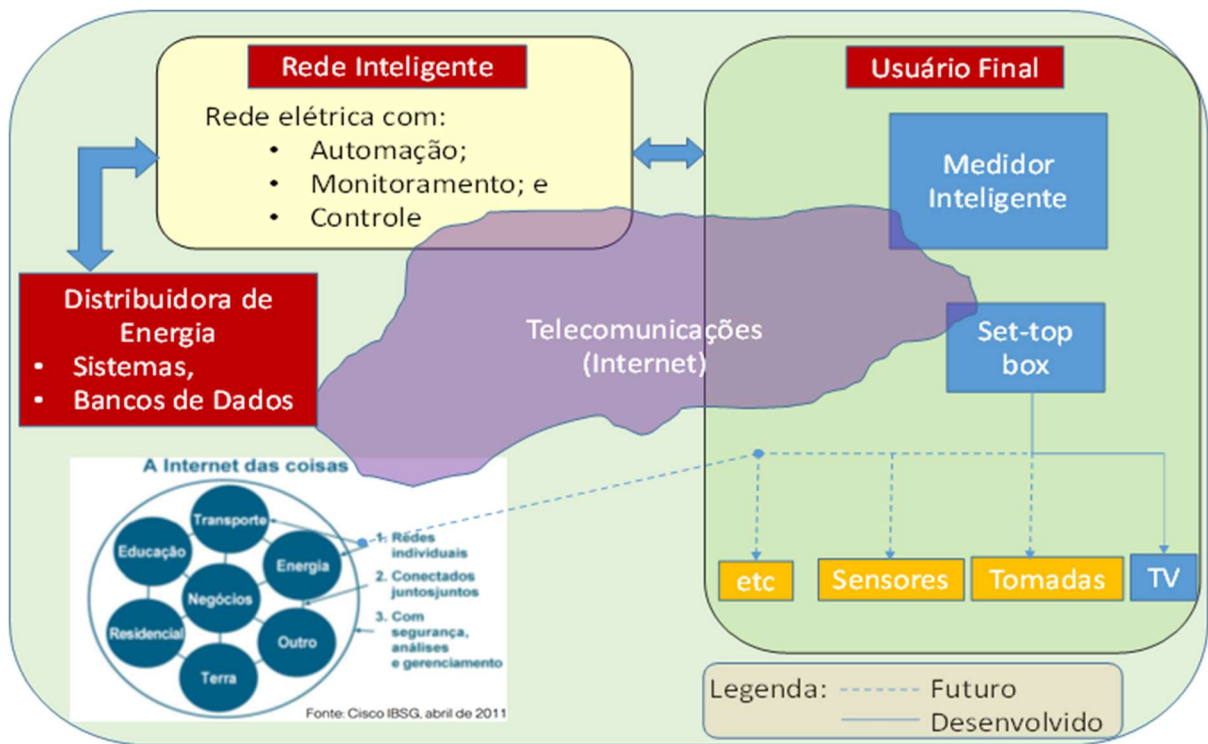 Rede Inteligente
Rede elétrica com:
• Automação;
• Monitoramento; e
• Controle
Usuário Final
Medidor
Inteligente
Distribuidora de
Energia
• Sistemas,
• Bancos de Dados
Telecomunicações
(Internet)
Set-top
box
etc
Sensores
Tomadas
TV
A Internet das coisas
Transporte
Educação
Energia
Negócios
Residencial
Outro
Terra
1. Redes
individuais
2. Conectados
juntosjuntos
3. Com
segurança,
análises
e gerenciamento
Fonte: Cisco IBSG, abril de 2011
Legenda:
Futuro
Desenvolvido